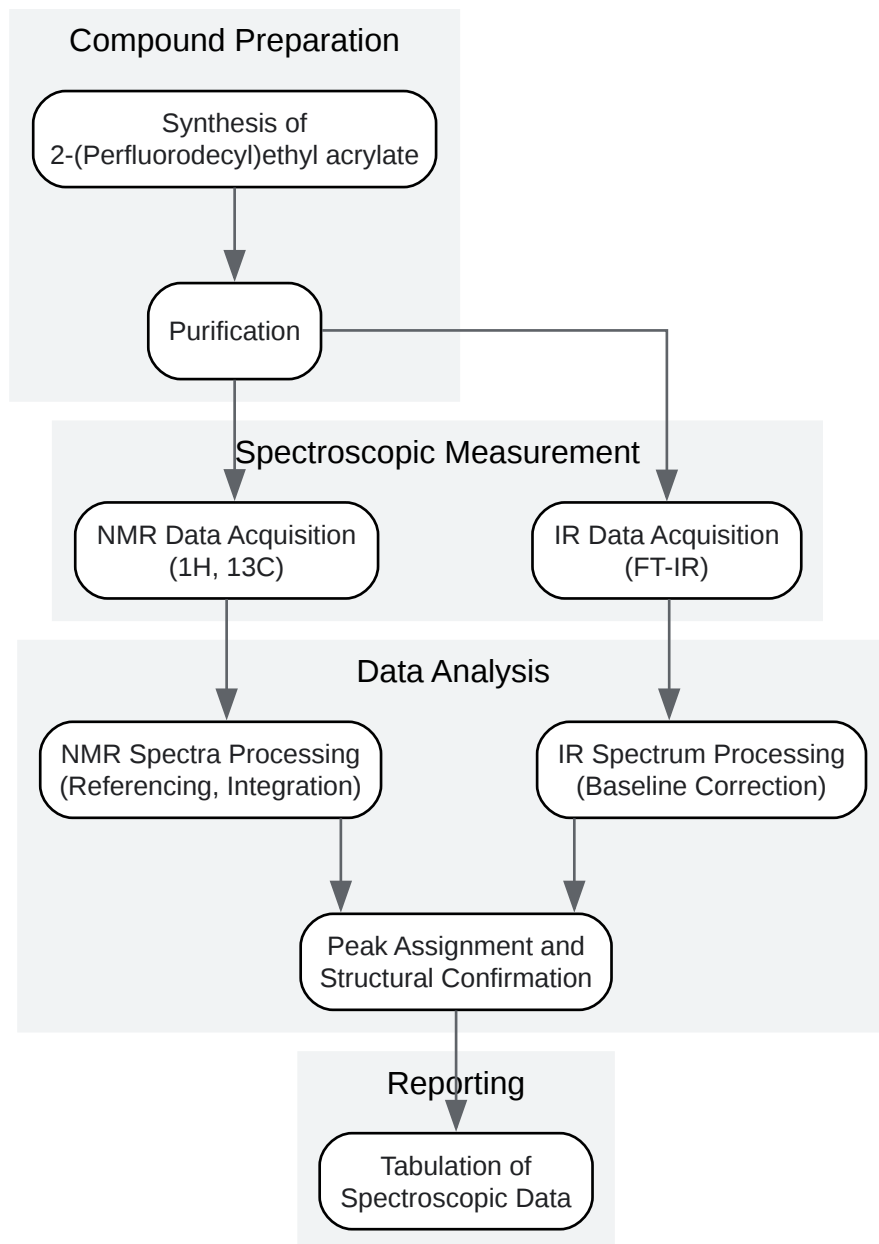 Compound Preparation
Synthesis of
2-(Perfluorodecyl)ethyl acrylate
Purification
Spectroscopic Measurement
NMR Data Acquisition
(1H, 13C)
IR Data Acquisition
(FT-IR)
Data Analysis
NMR Spectra Processing
(Referencing, Integration)
IR Spectrum Processing
(Baseline Correction)
Peak Assignment and
Structural Confirmation
Reporting
Tabulation of
Spectroscopic Data